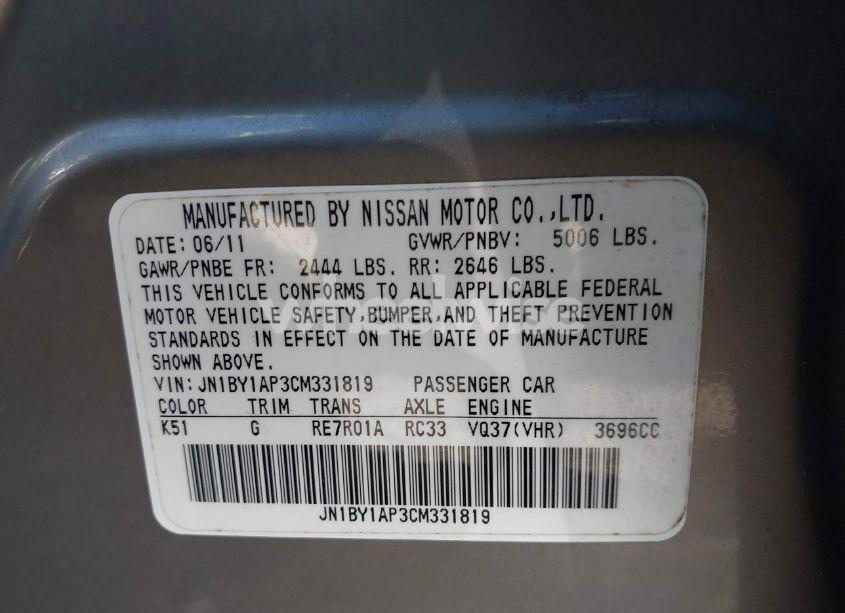 MANUFACTURED BY NISSAN MOTOR CO.,LTD.
DATE: 06/11 GVWR/PNBV: 5006 LBS.
GAWR/PNBE FR: 2444 LBS. RR: 2646 LBS.
THIS VEHICLE CONFORMS TO ALL APPLICABLE FEDERAL
MOTOR VEHICLE SAFETY,BUMPER,AND THEFT PREVENTION
STANDARDS IN EFFECT ON THE DATE OF MANUFACTURE
SHOWN ABOVE.
VIN:JN1BY1AP3CM331819 PASSENGER CAR
COLOR TRIM TRANS AXLE ENGINE
K51 G RE7R01A RC33 VQ37(VHR) 3696CC
JN1BY1AP3CM331819